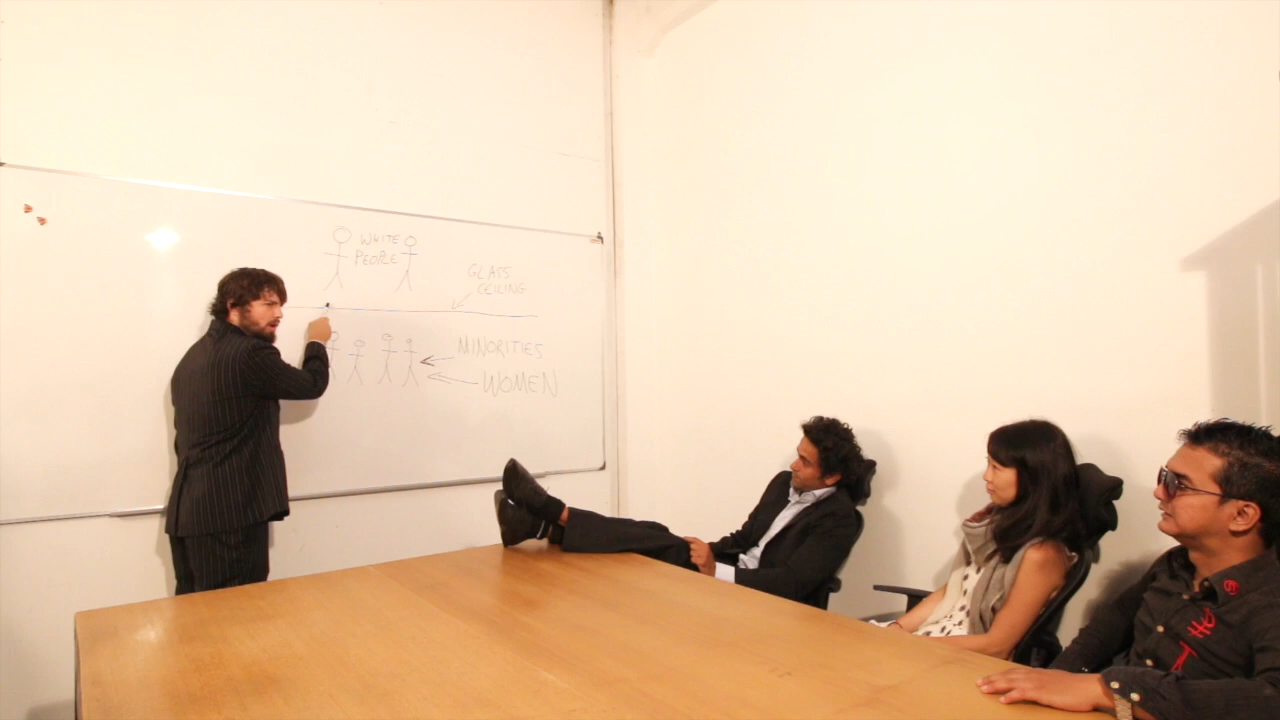 WHITE
PEOPLE
GLASS
CEILING
MINORITIES
WOMEN